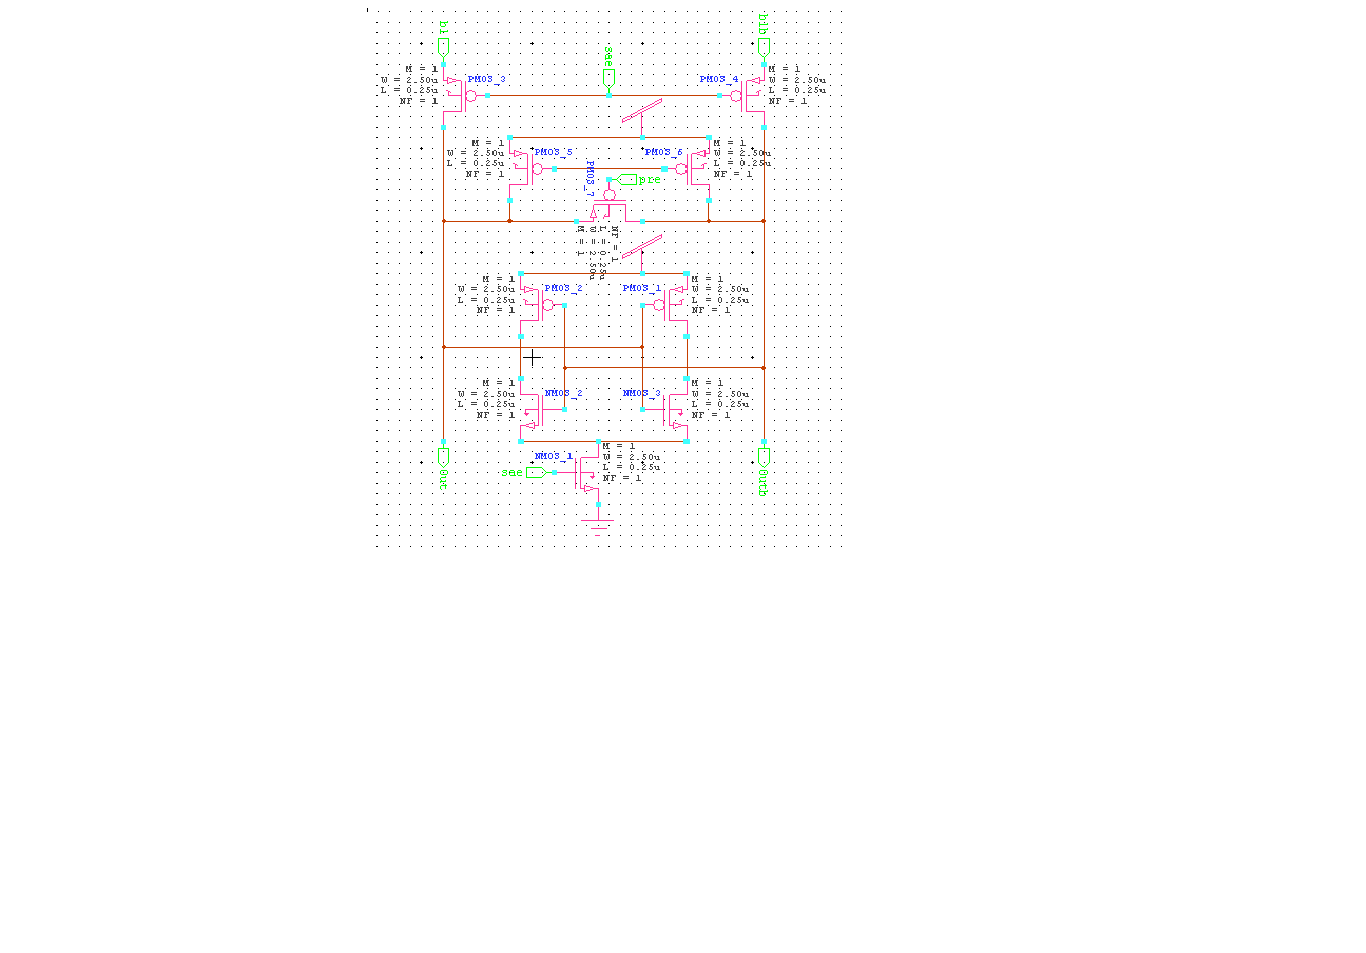 bl
blb
sae
M = 1
W = 2.50u
L = 0.25u
NF = 1
PMOS_3
PMOS_4
M = 1
W = 2.50u
L = 0.25u
NF = 1
M = 1
W = 2.50u
L = 0.25u
NF = 1
PMOS_5
PMOS_6
M = 1
W = 2.50u
L = 0.25u
NF = 1
PMOS_7
pre
M = 1
W = 2.50u
L = 0.25u
NF = 1
M = 1
W = 2.50u
L = 0.25u
NF = 1
PMOS_2
PMOS_1
M = 1
W = 2.50u
L = 0.25u
NF = 1
M = 1
W = 2.50u
L = 0.25u
NF = 1
NMOS_2
NMOS_3
M = 1
W = 2.50u
L = 0.25u
NF = 1
NMOS_1
M = 1
W = 2.50u
L = 0.25u
NF = 1
sae
Out
Outb